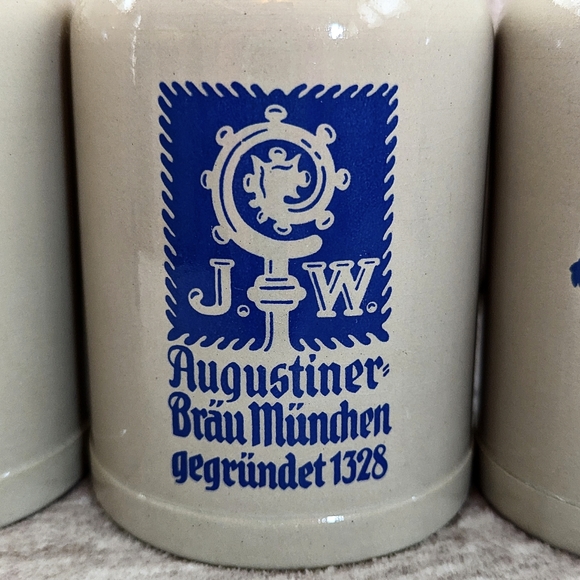 J. W.
Augustiner-
Bräu München
gegründet 1328